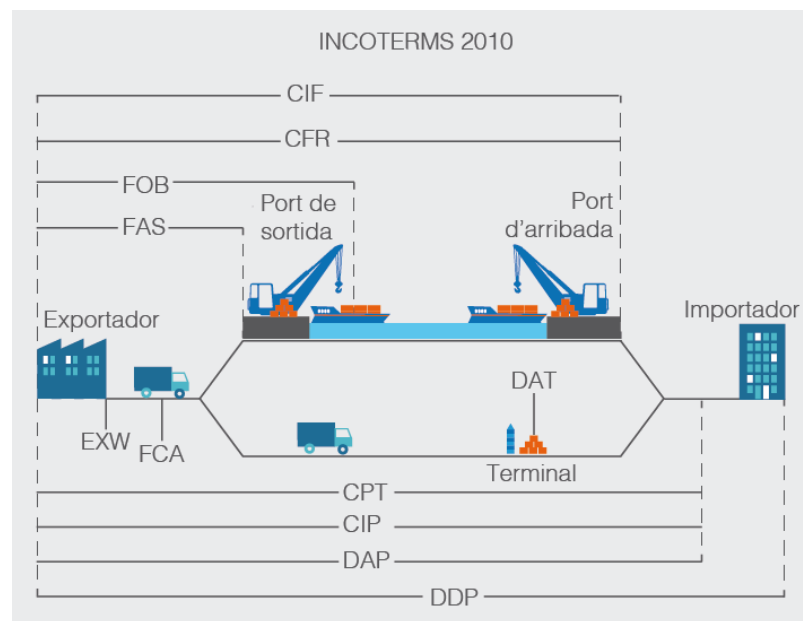 INCOTERMS 2010
CIF
CFR
FOB
FAS
Port de
sortida
Port
d'arribada
Exportador
Importador
EXW
FCA
DAT
Terminal
CPT
CIP
DAP
DDP